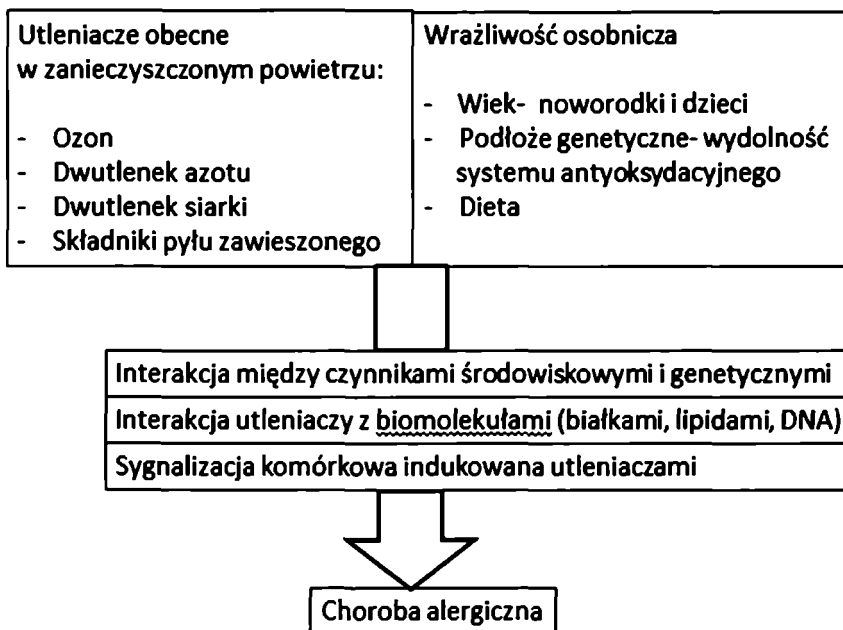 Utleniacze obecne
w zanieczyszczonym powietrzu:
- Ozon
- Dwutlenek azotu
- Dwutlenek siarki
- Składniki pyłu zawieszonego
Wrażliwość osobnicza
- Wiek- noworodki i dzieci
- Podłoże genetyczne- wydolność
systemu antyoksydacyjnego
- Dieta
Interakcja między czynnikami środowiskowymi i genetycznymi
Interakcja utleniaczy z biomolekułami (białkami, lipidami, DNA)
Sygnalizacja komórkowa indukowana utleniaczami
Choroba alergiczna